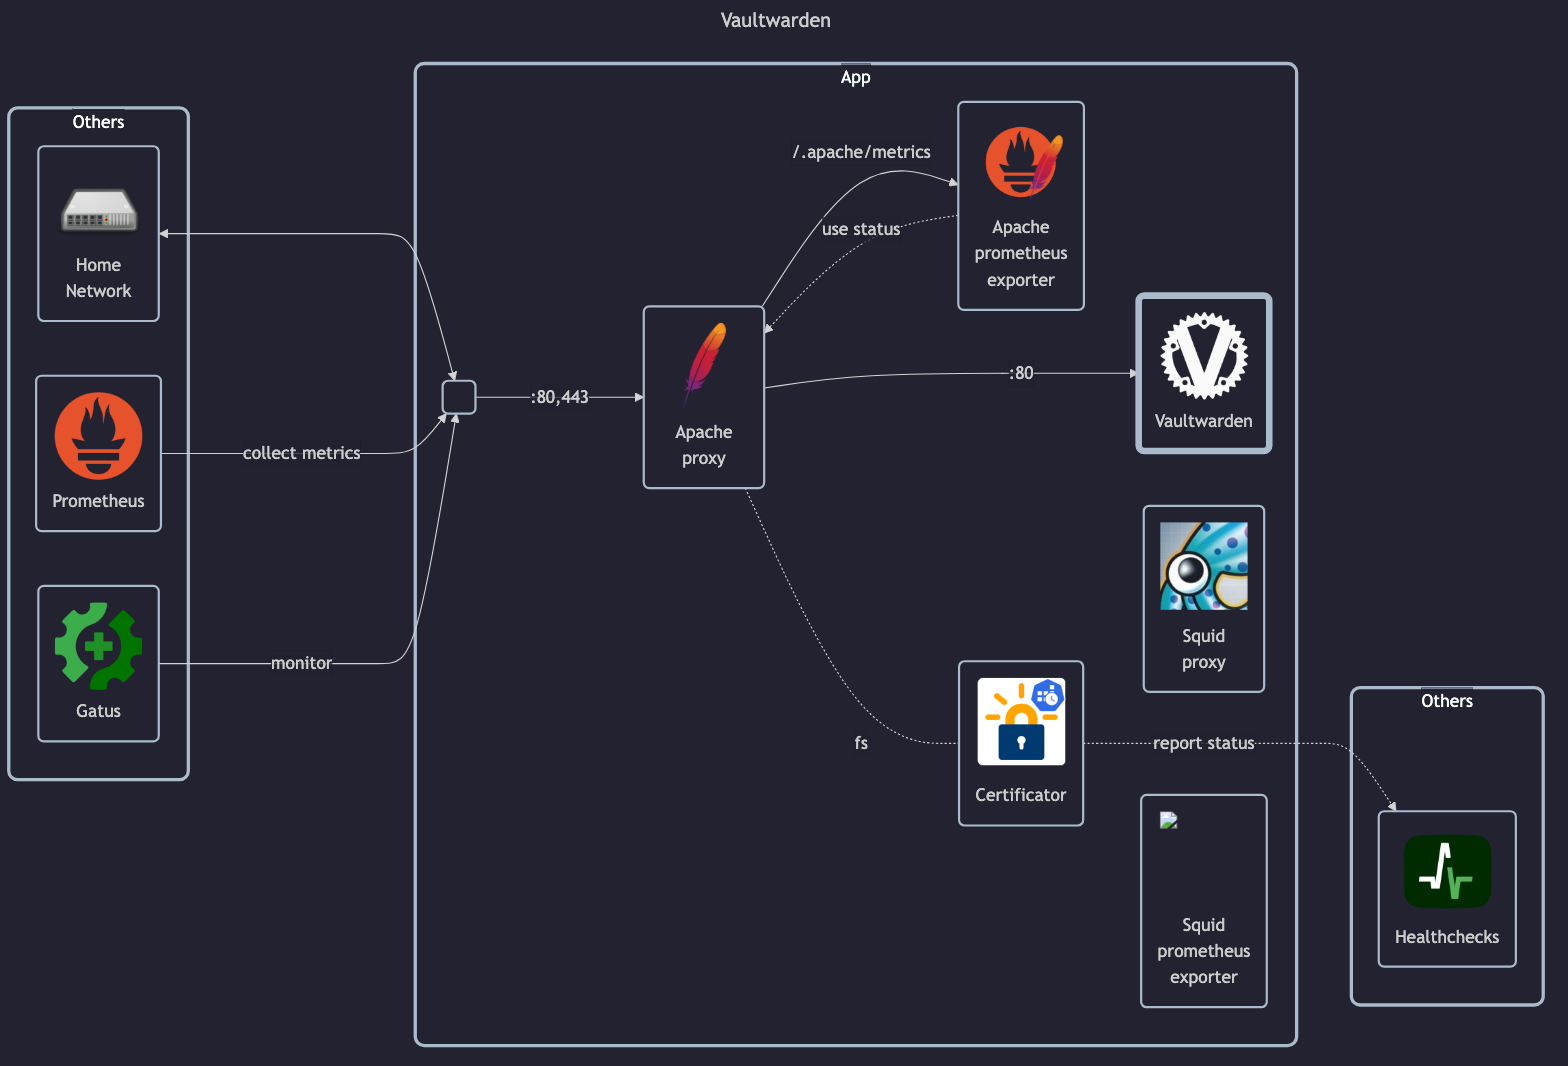 Vaultwarden
App
Others
Home
Network
Prometheus
Gatus
collect metrics
monitor
:80,443
Apache
proxy
/.apache/metrics
use status
Apache
prometheus
exporter
:80
Vaultwarden
Squid
proxy
fs
Certificator
report status
Squid
prometheus
exporter
Others
Healthchecks